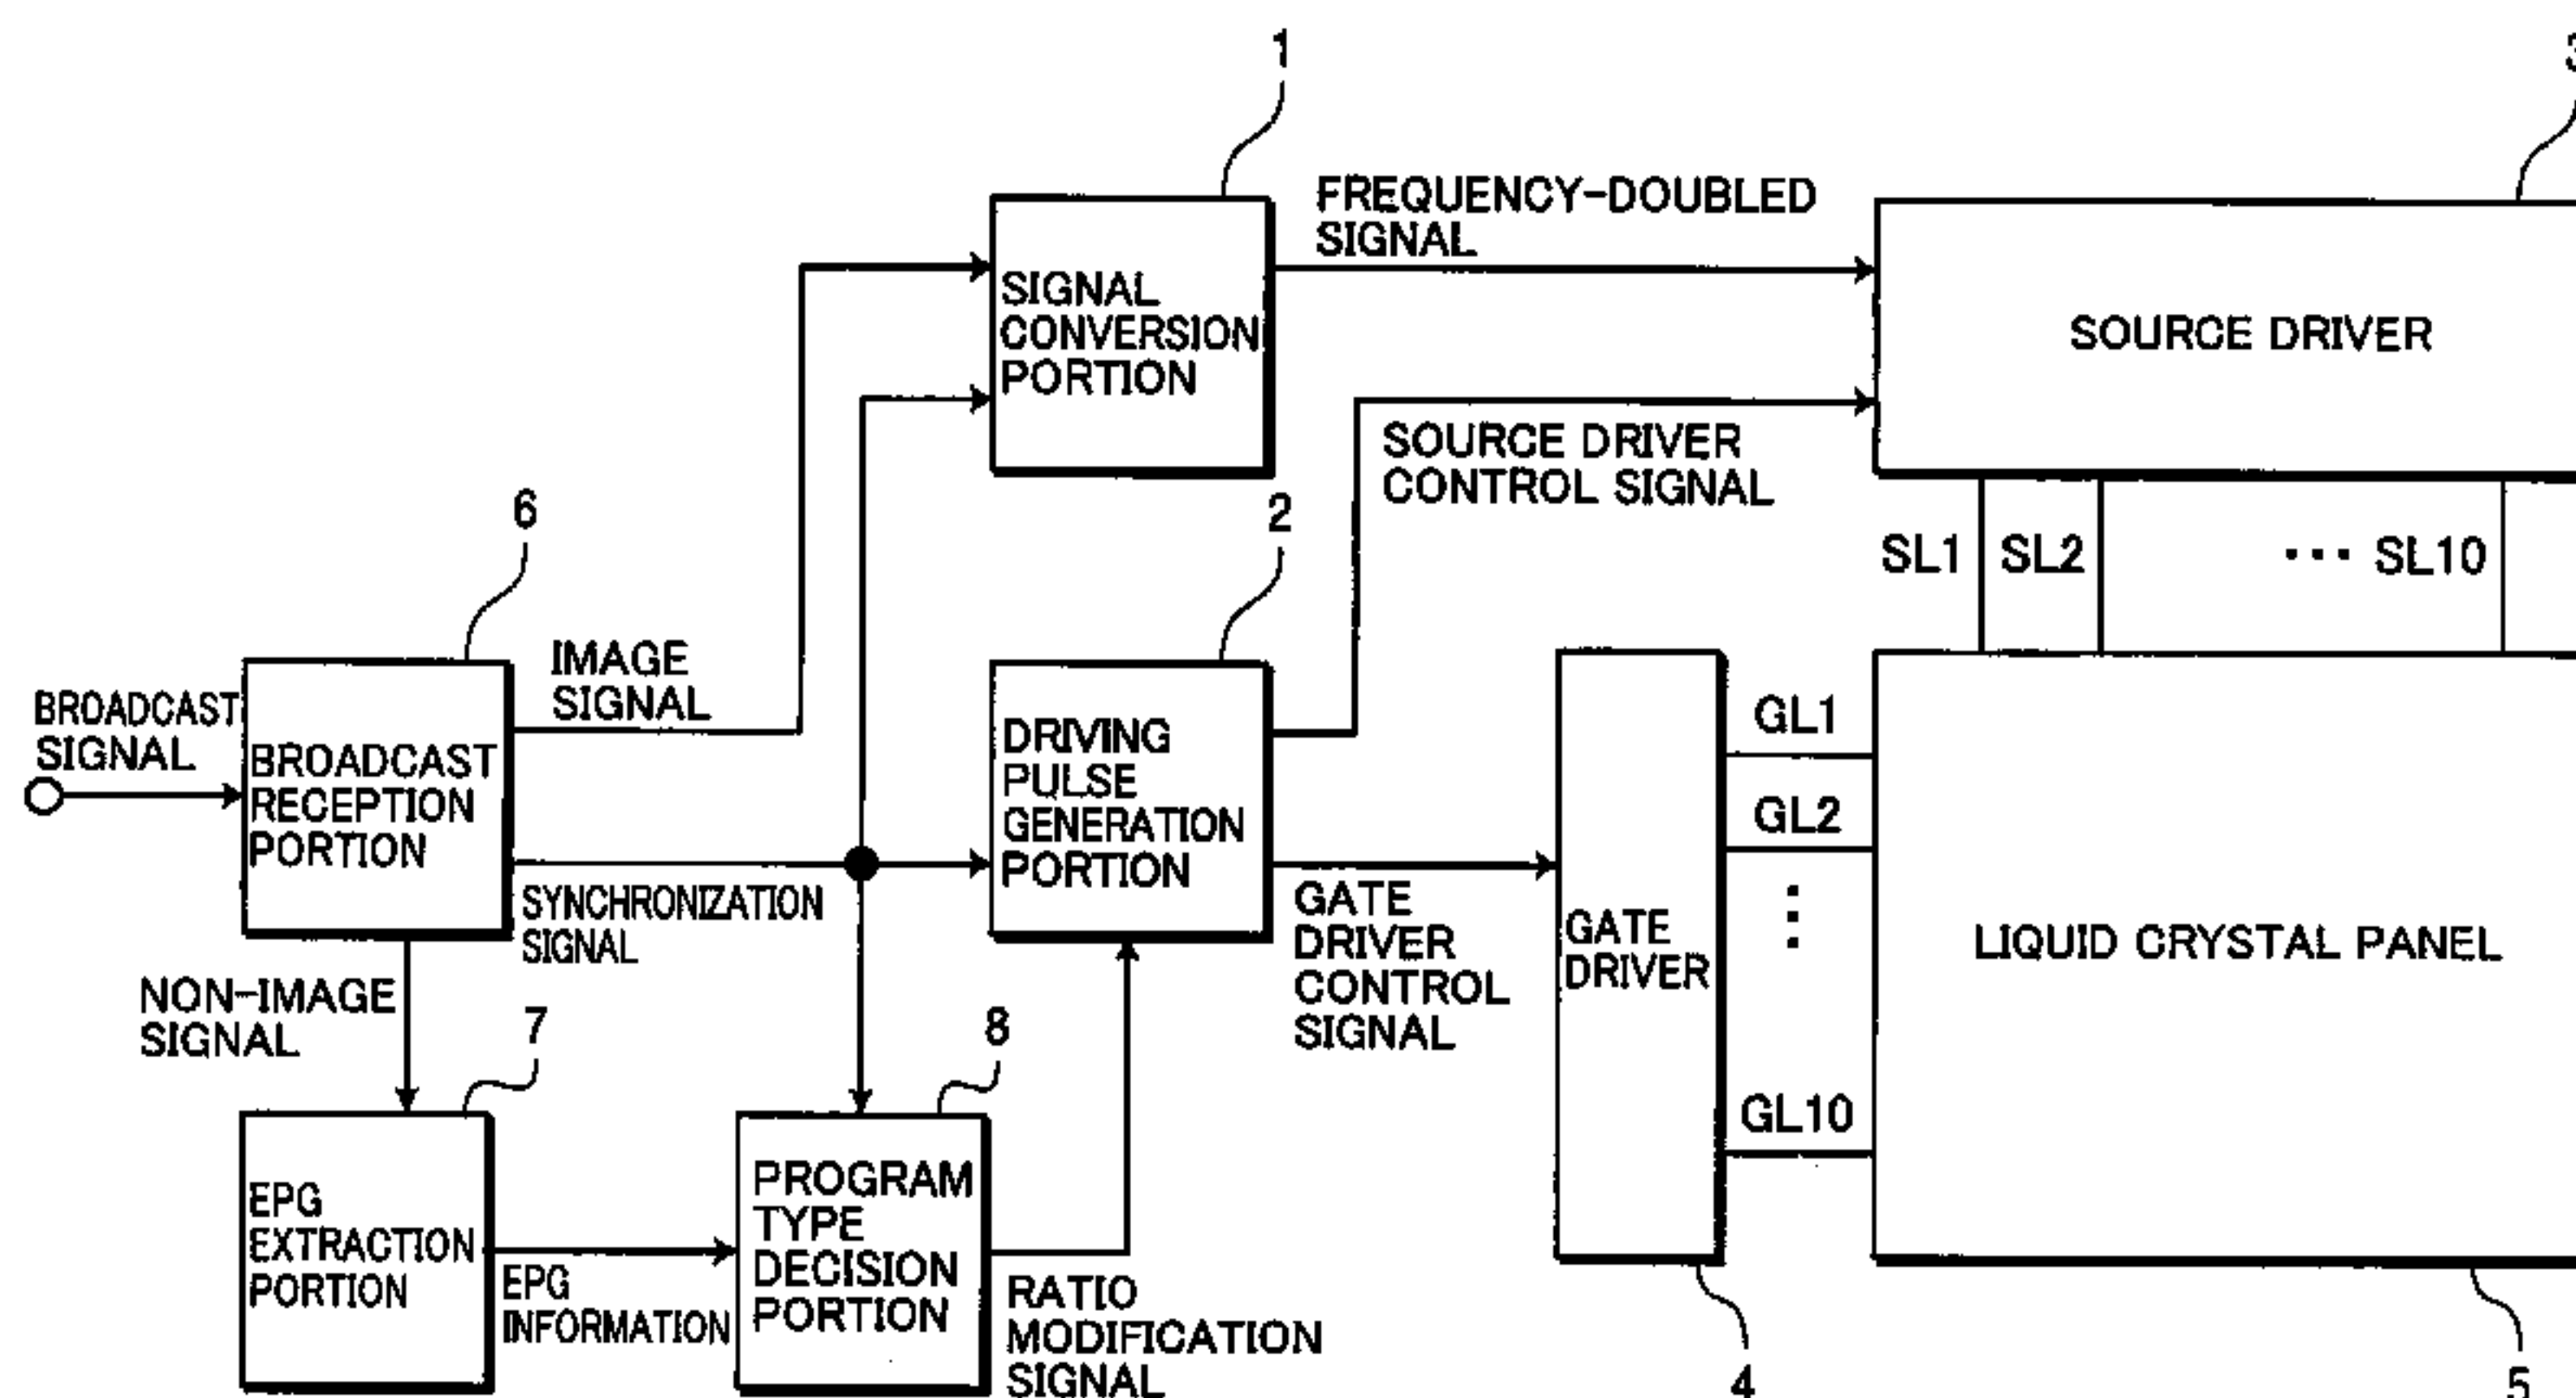 1
3
FREQUENCY-DOUBLED
SIGNAL
SIGNAL
CONVERSION
PORTION
SOURCE DRIVER
SOURCE DRIVER
CONTROL SIGNAL
6
2
SL1 SL2 ... SL10
IMAGE
SIGNAL
BROADCAST
SIGNAL
BROADCAST
RECEPTION
PORTION
DRIVING
PULSE
GENERATION
PORTION
GL1
GL2
SYNCHRONIZATION
SIGNAL
GATE
DRIVER
CONTROL
SIGNAL
GATE
DRIVER
LIQUID CRYSTAL PANEL
NON-IMAGE
SIGNAL
7
8
GL10
EPG
EXTRACTION
PORTION
EPG
INFORMATION
PROGRAM
TYPE
DECISION
PORTION
RATIO
MODIFICATION
SIGNAL
4
5